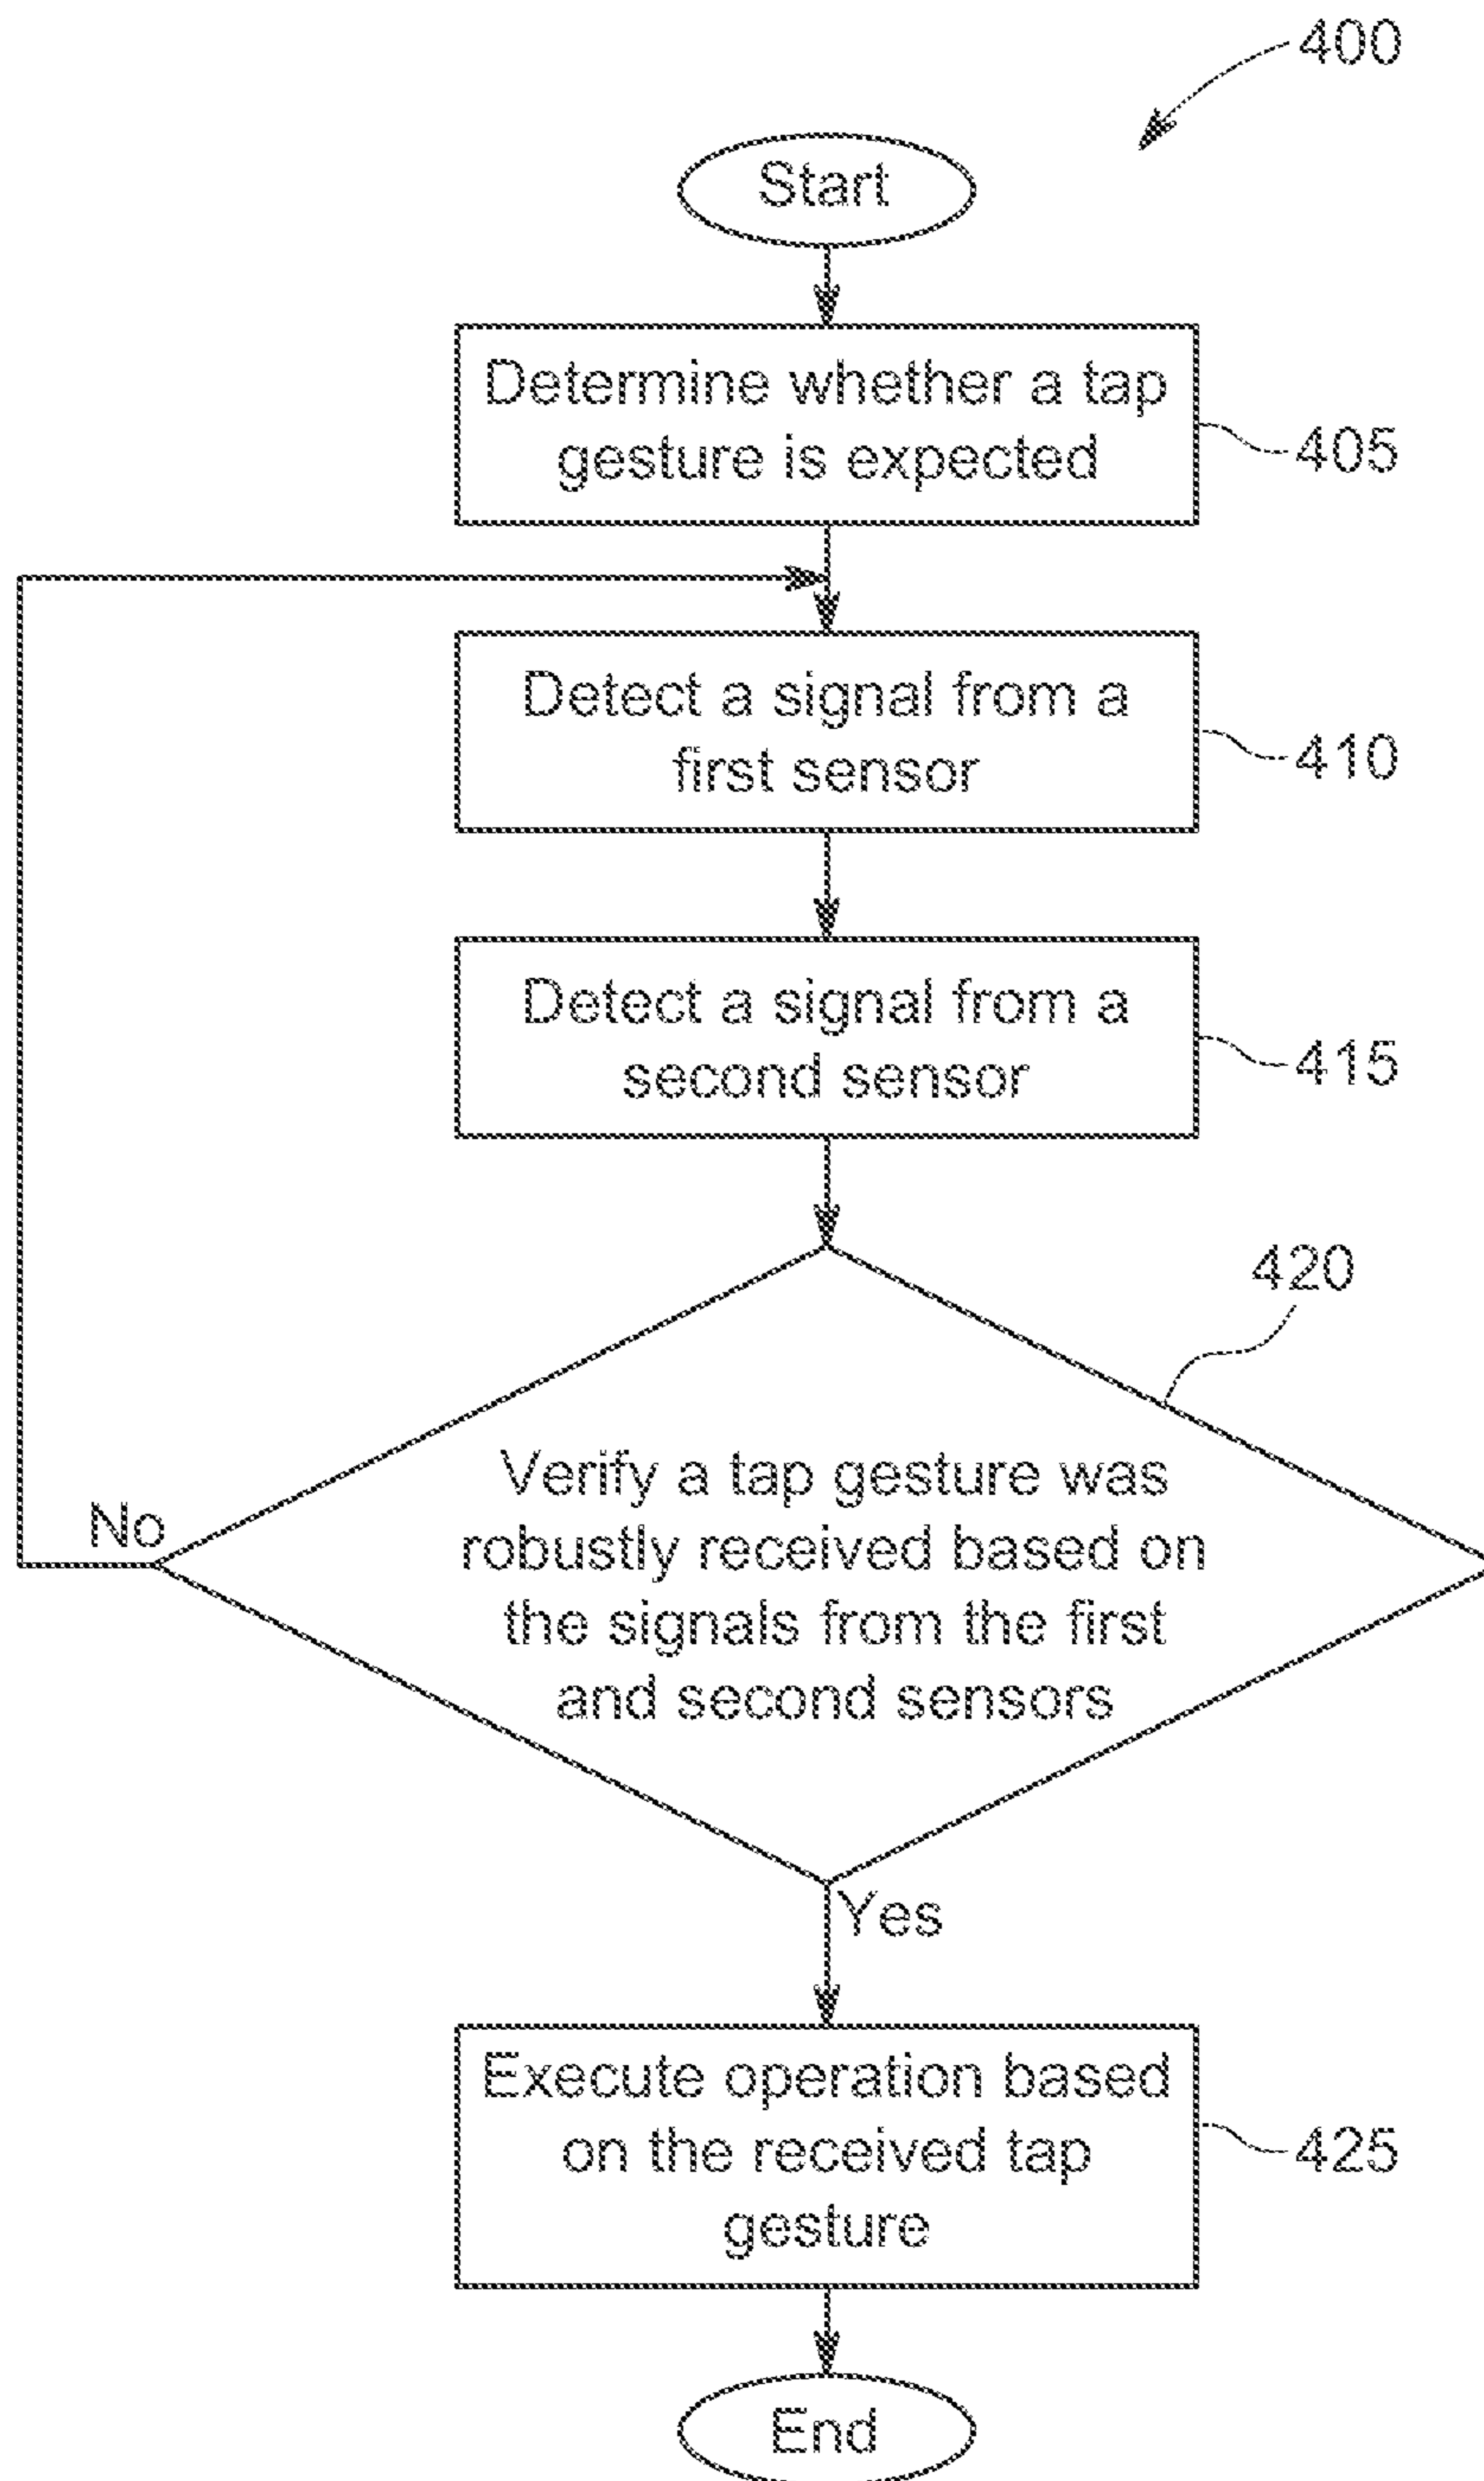 400
Start
Determine whether a tap
gesture is expected
405
Detect a signal from a
first sensor
410
Detect a signal from a
second sensor
415
420
Verify a tap gesture was
robustly received based on
the signals from the first
and second sensors
No
Yes
Execute operation based
on the received tap
gesture
425
End